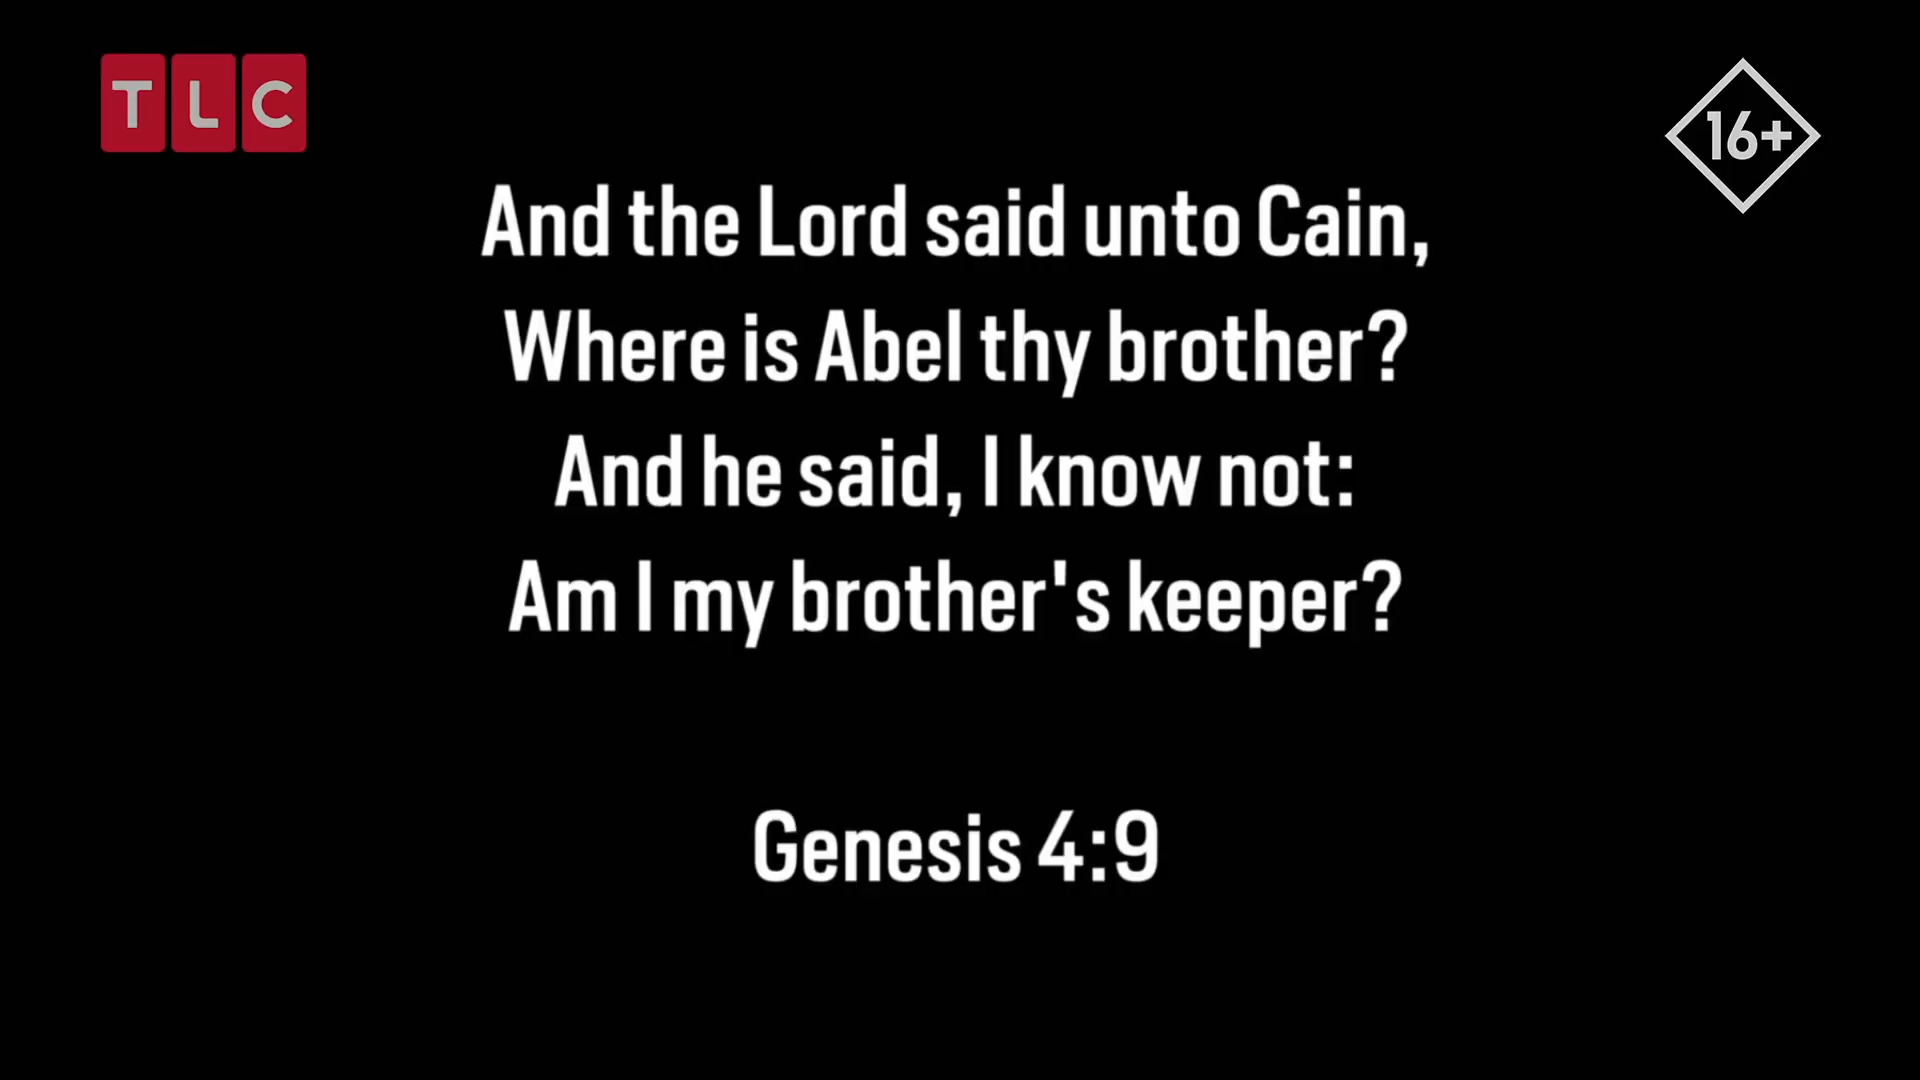 TLC
16+
And the Lord said unto Cain,
Where is Abel thy brother?
And he said, I know not:
Am I my brother's keeper?
Genesis 4:9